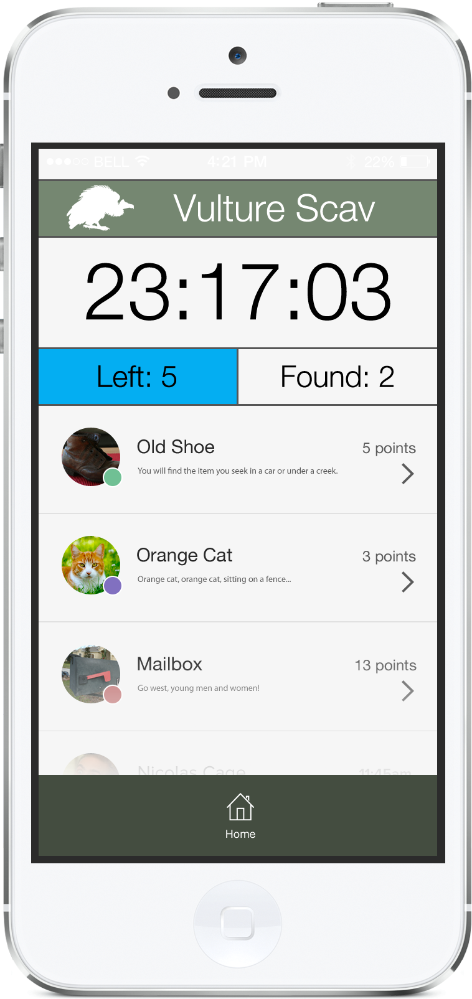 BELL 4:21 PM 22%
Vulture Scav
23:17:03
Left: 5 Found: 2
Old Shoe 5 points
You will find the item you seek in a car or under a creek.
Orange Cat 3 points
Orange cat, orange cat, sitting on a fence...
Mailbox 13 points
Go west, young men and women!
Nicolas Cage 11:45am
Home